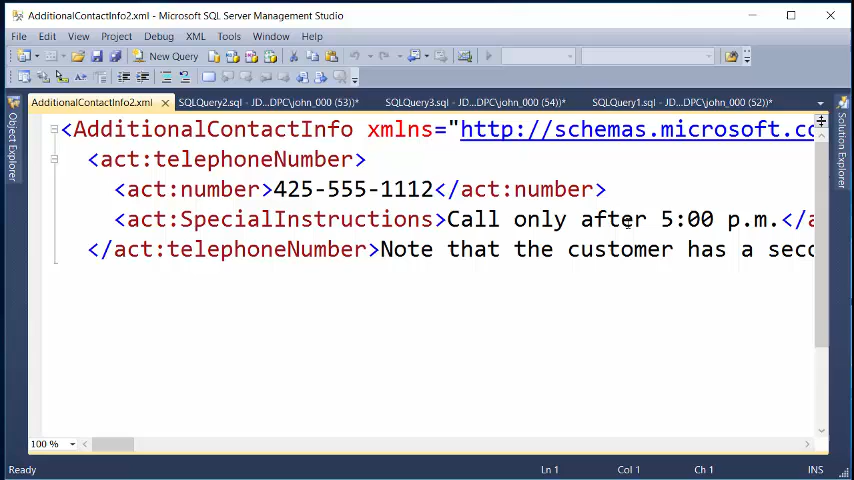 AdditionalContactInfo2.xml - Microsoft SQL Server Management Studio
File Edit View Project Debug XML Tools Window Help
New Query
AdditionalContactInfo2.xml SQLQuery2.sql - JD...DPC\john_000 (53))* SQLQuery3.sql - JD...DPC\john_000 (54))* SQLQuery1.sql - JD...DPC\john_000 (52))*
Object Explorer
Solution Explorer
<AdditionalContactInfo xmlns="http://schemas.microsoft.co
<act:telephoneNumber>
<act:number>425-555-1112</act:number>
<act:SpecialInstructions>Call only after 5:00 p.m.</a
</act:telephoneNumber>Note that the customer has a seco
100 %
Ready Ln 1 Col 1 Ch 1 INS